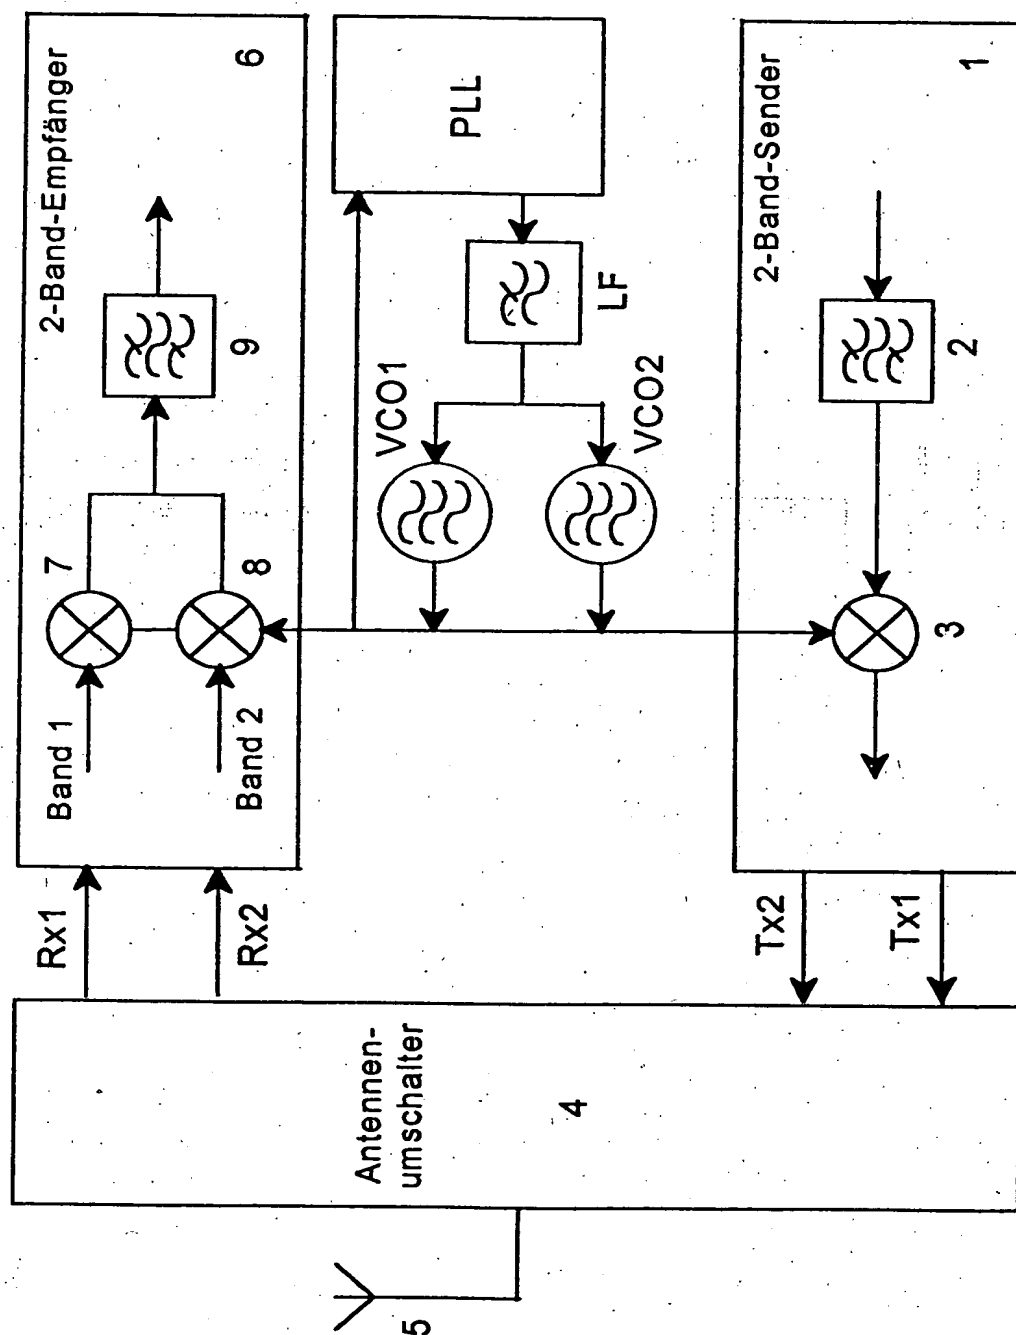 2-Band-Empfänger
6
9
7
8
Band 1
Band 2
Rx1
Rx2
PLL
LF
VCO1
VCO2
2-Band-Sender
1
2
3
Tx2
Tx1
Antennen-
umschalter
4
5